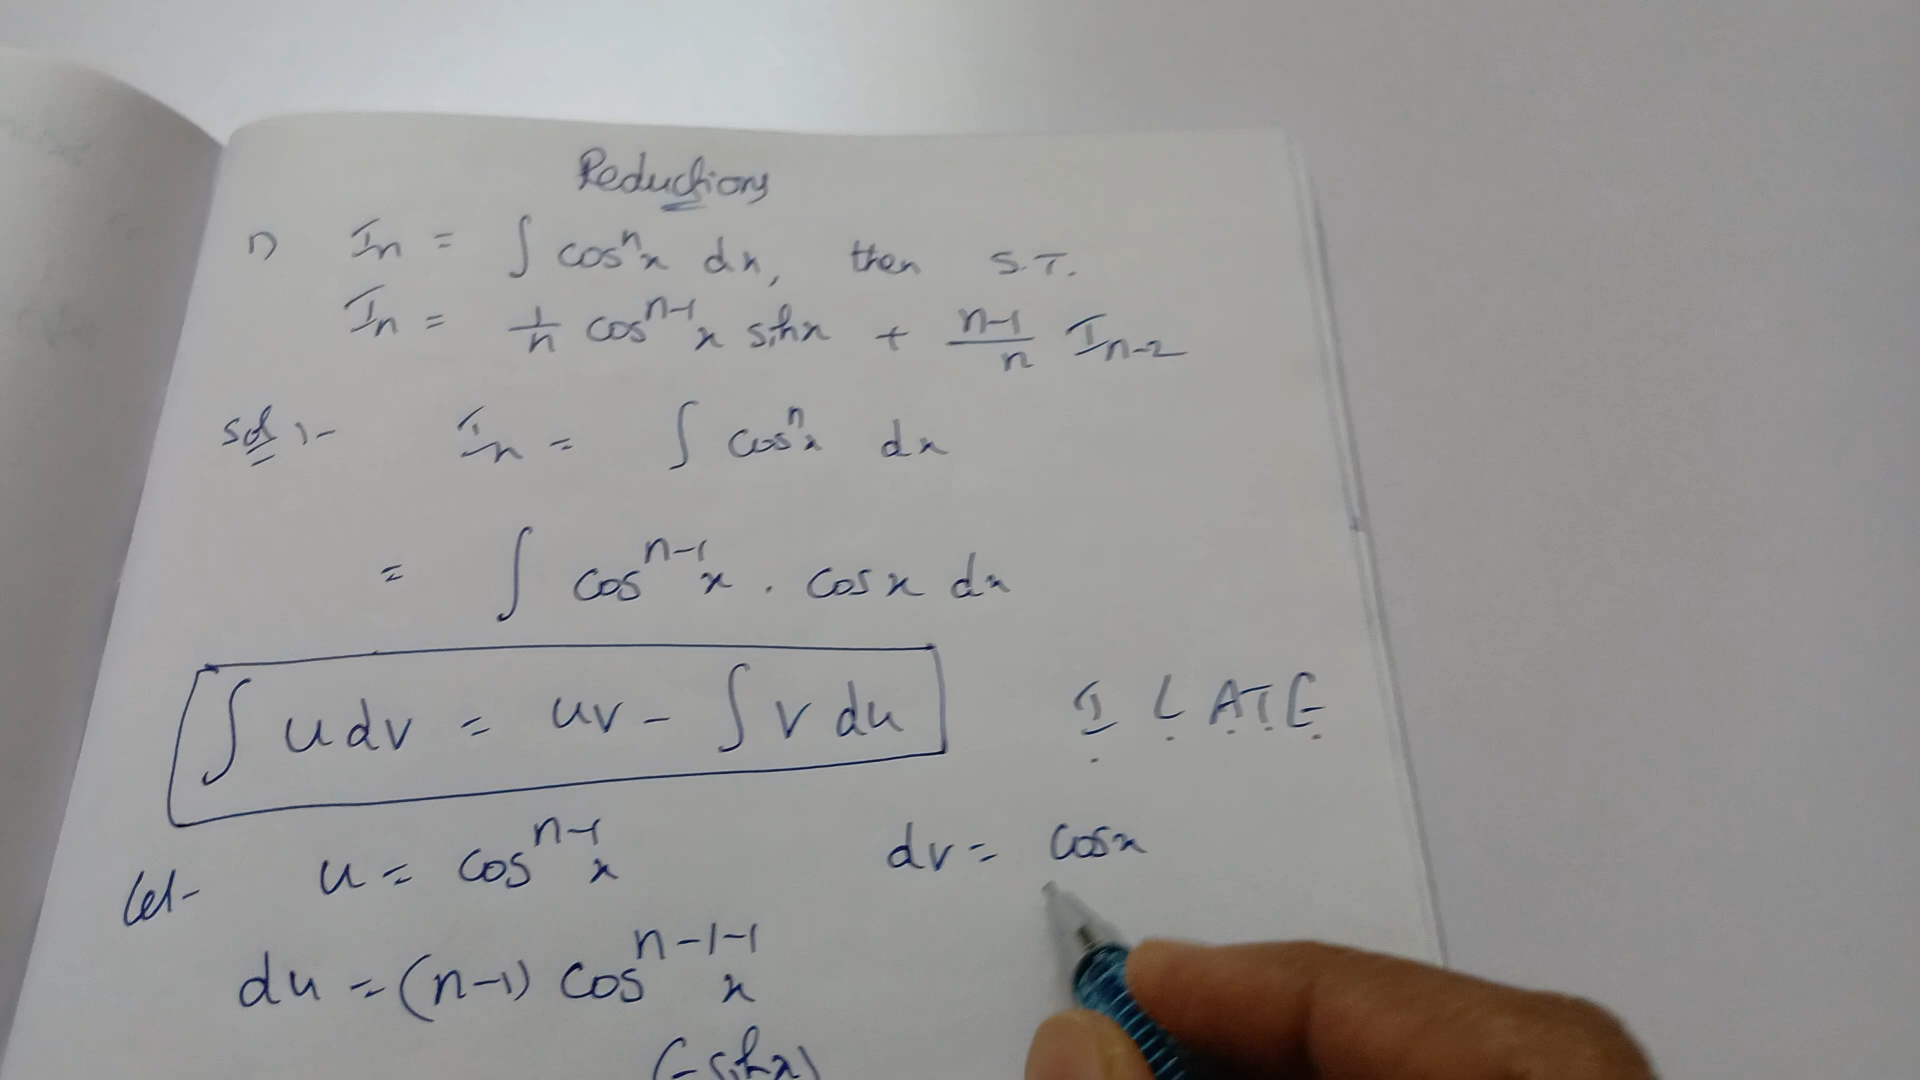 Reductions
1) Iₙ = ∫ cosⁿx dx, then S.T.
Iₙ = 1/n cosⁿ⁻¹x sinx + n-1/n Iₙ₋₂
Sol :- Iₙ = ∫ cosⁿx dx
= ∫ cosⁿ⁻¹x . cosx dx
∫ u dv = uv - ∫ v du I L A T E
let u = cosⁿ⁻¹x dv = cosx
du = (n-1) cosⁿ⁻¹⁻¹x
(-sinx)